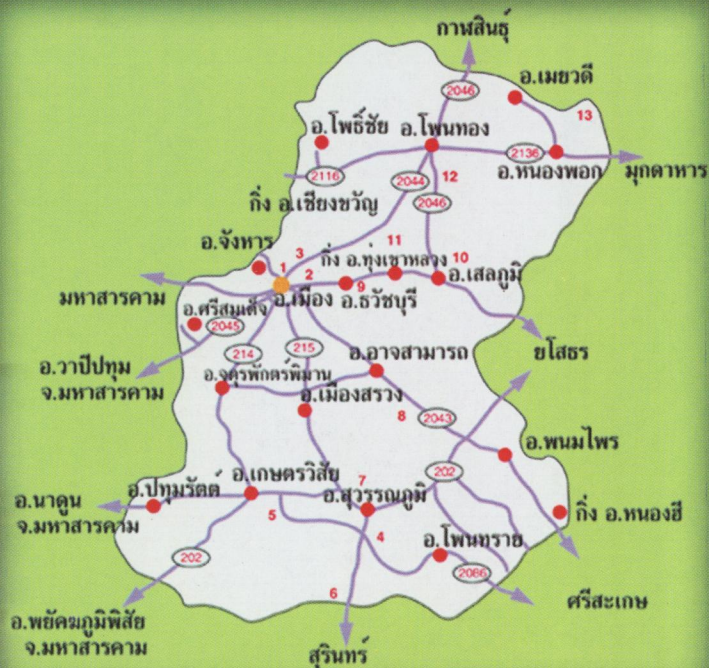 กาฬสินธุ์
อ.เมยวดี
2046
13
อ.โพธิ์ชัย
อ.โพนทอง
2136
อ.หนองพอก
มุกดาหาร
2116
2044
12
2046
กิ่ง อ.เชียงขวัญ
อ.จังหาร
3
11
กิ่ง อ.ทุ่งเขาหลวง
10
1
2
9
อ.เสลภูมิ
มหาสารคาม
อ.เมือง
อ.ธวัชบุรี
อ.ศรีสมเด็จ
2045
214
215
อ.อาจสามารถ
ยโสธร
อ.วาปีปทุม
จ.มหาสารคาม
อ.จตุรพักตร์พิมาน
อ.เมืองสรวง
8
2043
อ.พนมไพร
202
อ.ปทุมรัตต์
อ.เกษตรวิสัย
7
อ.สุวรรณภูมิ
อ.นาดูน
จ.มหาสารคาม
5
4
กิ่ง อ.หนองฮี
อ.โพนทราย
202
2086
6
ศรีสะเกษ
อ.พยัคฆภูมิพิสัย
จ.มหาสารคาม
สุรินทร์